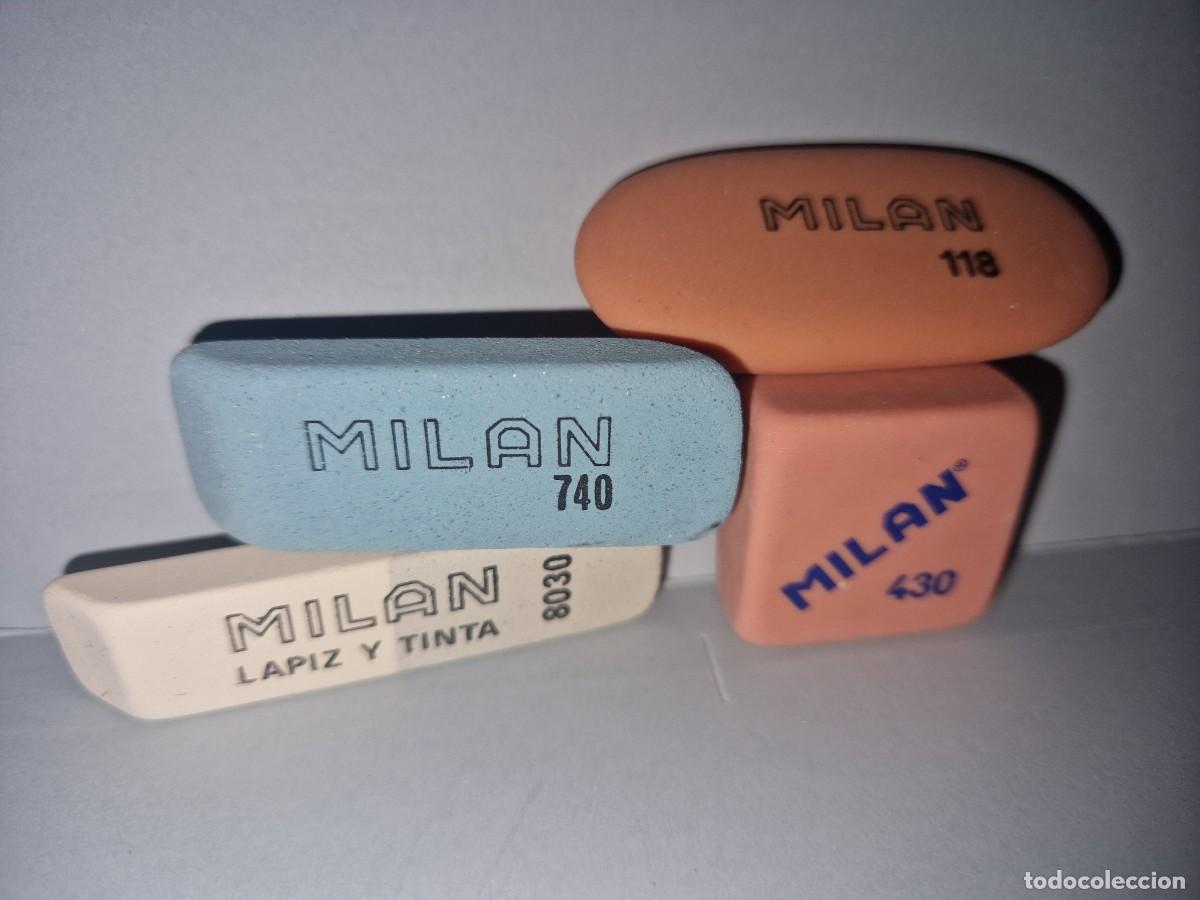 MILAN
118
MILAN
740
MILAN®
430
MILAN
LAPIZ Y TINTA
8030
todocoleccion